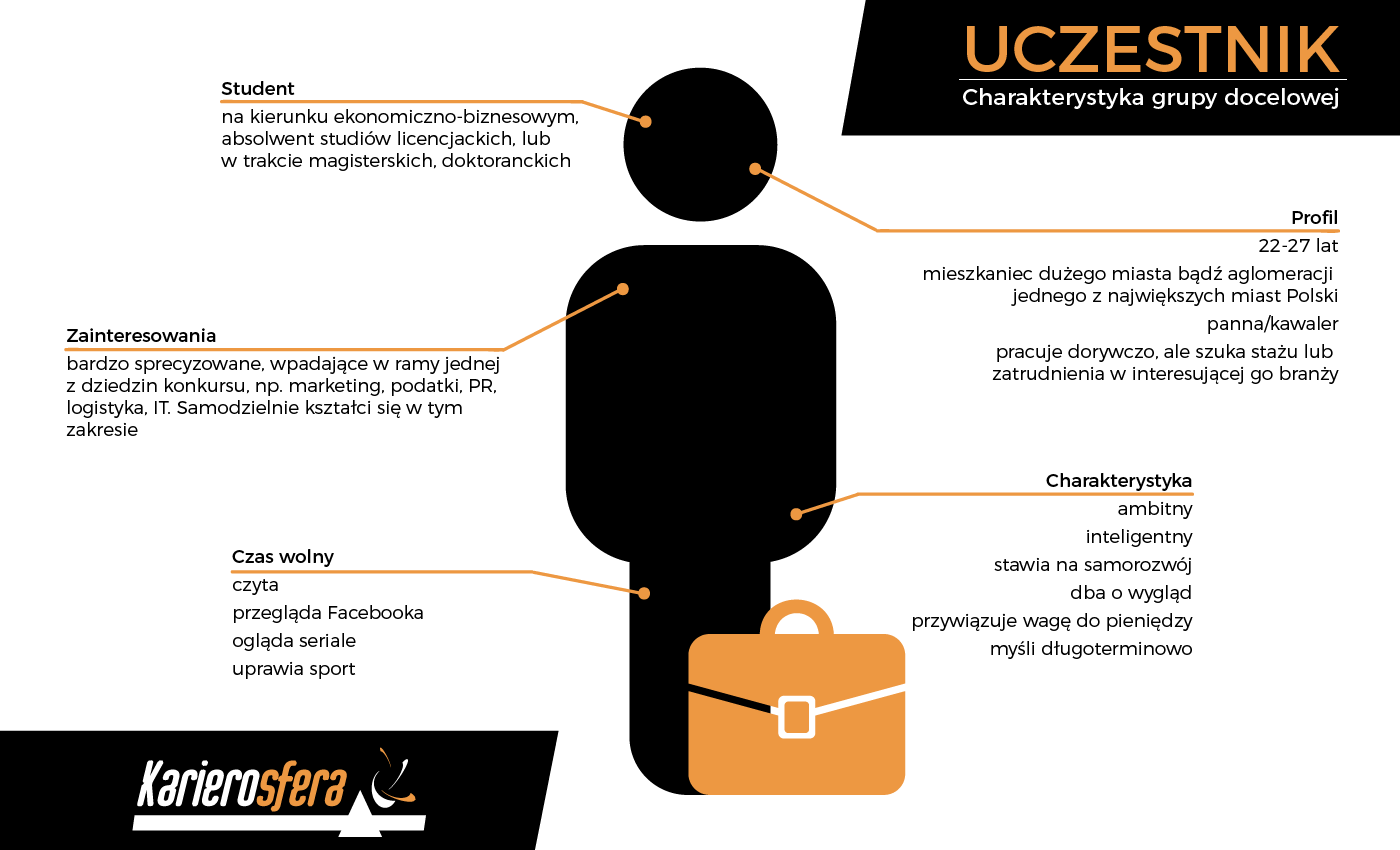 UCZESTNIK
Charakterystyka grupy docelowej
Student
na kierunku ekonomiczno-biznesowym,
absolwent studiów licencjackich, lub
w trakcie magisterskich, doktoranckich
Profil
22-27 lat
mieszkaniec dużego miasta bądź aglomeracji
jednego z największych miast Polski
panna/kawaler
pracuje dorywczo, ale szuka stażu lub
zatrudnienia w interesującej go branży
Zainteresowania
bardzo sprecyzowane, wpadające w ramy jednej
z dziedzin konkursu, np. marketing, podatki, PR,
logistyka, IT. Samodzielnie kształci się w tym
zakresie
Charakterystyka
ambitny
inteligentny
stawia na samorozwój
dba o wygląd
przywiązuje wagę do pieniędzy
myśli długoterminowo
Czas wolny
czyta
przegląda Facebooka
ogląda seriale
uprawia sport
Karierosfera